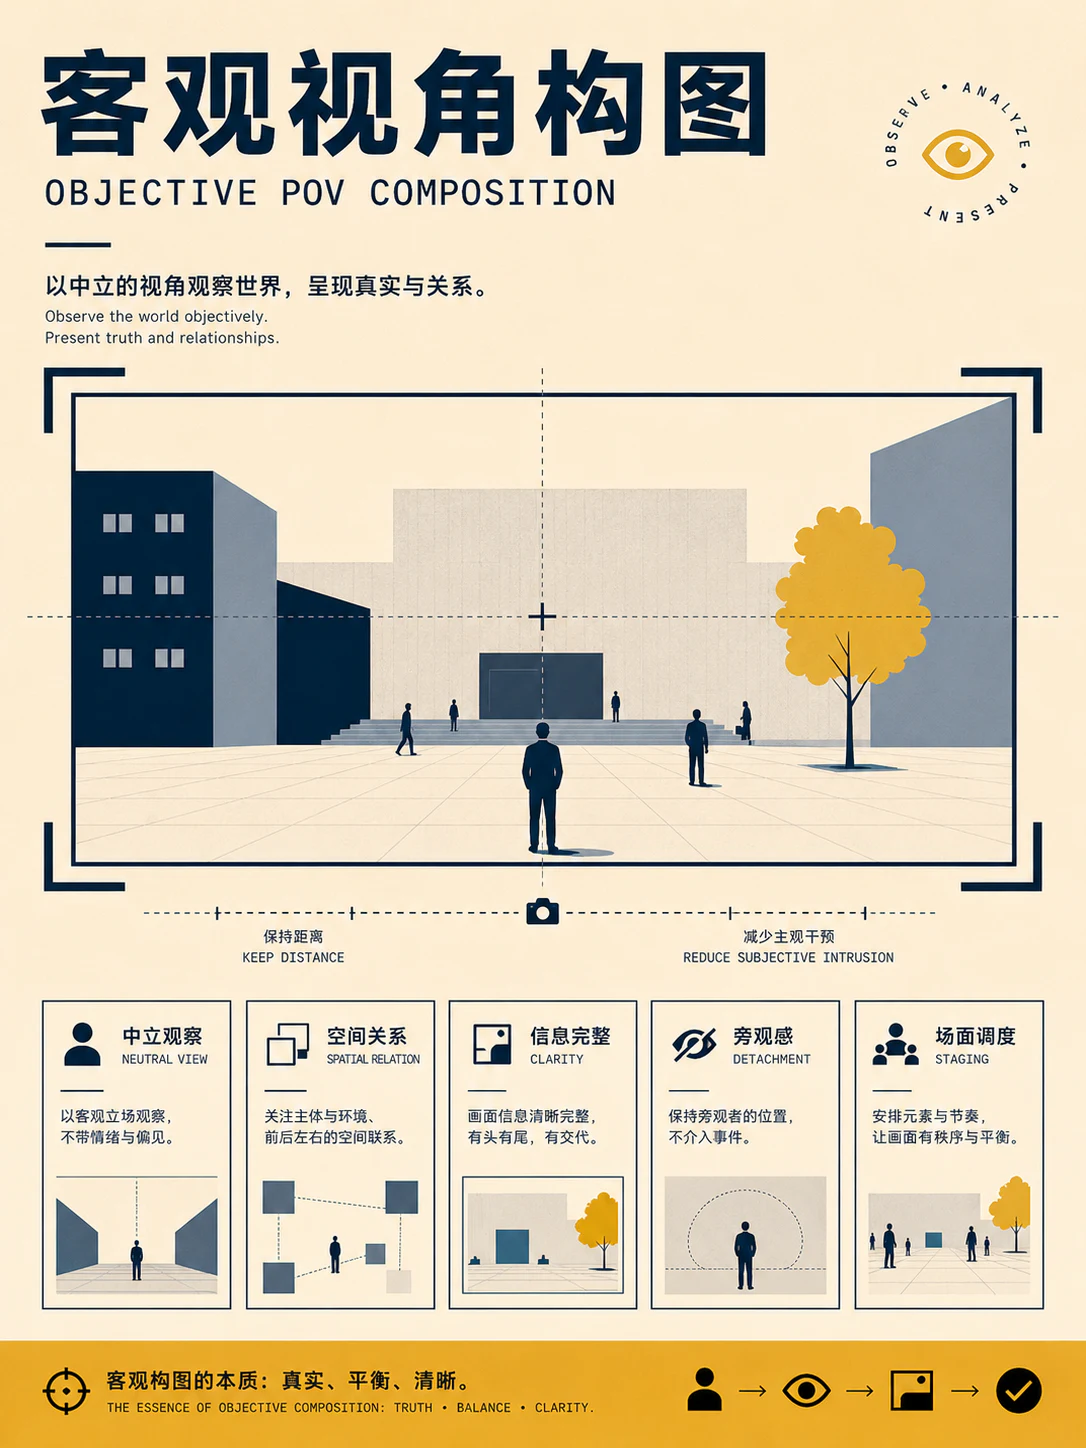 客观视角构图
OBJECTIVE POV COMPOSITION
OBSERVE • ANALYZE • PRESENT
以中立的视角观察世界，呈现真实与关系。
Observe the world objectively.
Present truth and relationships.
保持距离
KEEP DISTANCE
减少主观干预
REDUCE SUBJECTIVE INTRUSION
中立观察
NEUTRAL VIEW
以客观立场观察，
不带情绪与偏见。
空间关系
SPATIAL RELATION
关注主体与环境、
前后左右的空间联系。
信息完整
CLARITY
画面信息清晰完整，
有头有尾，有交代。
旁观感
DETACHMENT
保持旁观者的位置，
不介入事件。
场面调度
STAGING
安排元素与节奏，
让画面有秩序与平衡。
客观构图的本质：真实、平衡、清晰。
THE ESSENCE OF OBJECTIVE COMPOSITION: TRUTH • BALANCE • CLARITY.